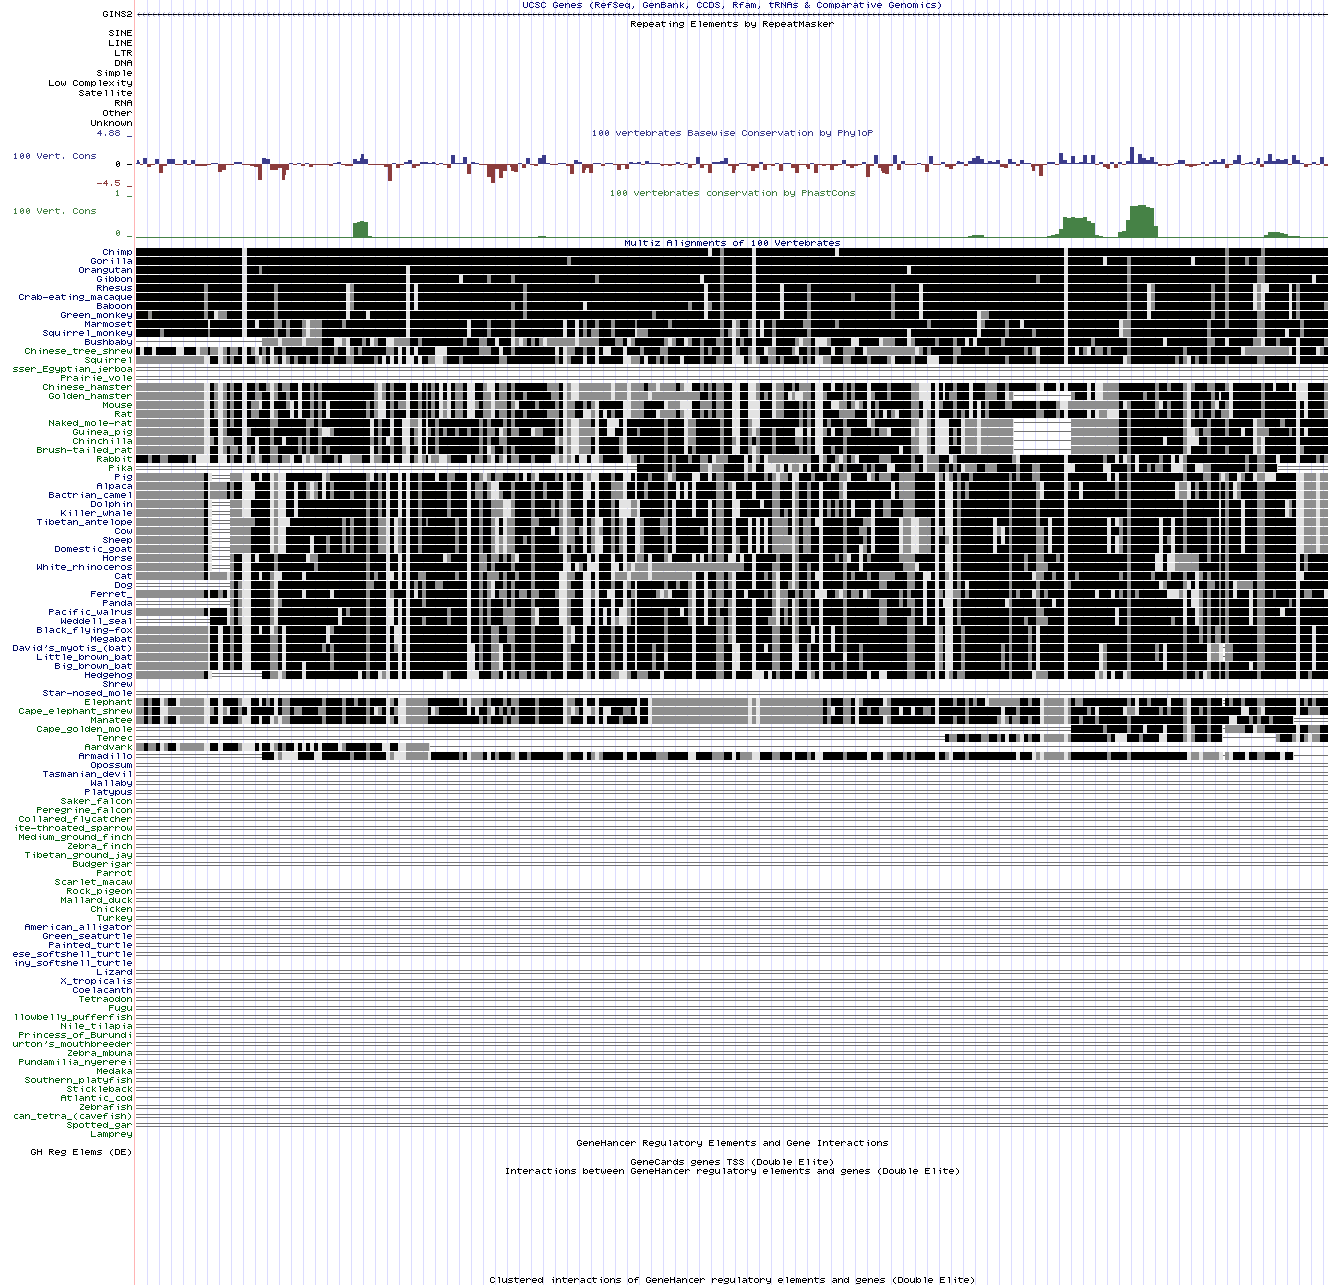 UCSC Genes (RefSeq, GenBank, CCDS, Rfam, tRNAs & Comparative Genomics)
GINS2
Repeating Elements by RepeatMasker
SINE
LINE
LTR
DNA
Simple
Low Complexity
Satellite
RNA
Other
Unknown
4.88 _
100 vertebrates Basewise Conservation by PhyloP
100 Vert. Cons
0 -
-4.5 _
100 vertebrates conservation by PhastCons
1 _
100 Vert. Cons
0 _
Multiz Alignments of 100 Vertebrates
Chimp
Gorilla
Orangutan
Gibbon
Rhesus
Crab-eating_macaque
Baboon
Green_monkey
Marmoset
Squirrel_monkey
Bushbaby
Chinese_tree_shrew
Squirrel
sser_Egyptian_jerboa
Prairie_vole
Chinese_hamster
Golden_hamster
Mouse
Rat
Naked_mole-rat
Guinea_pig
Chinchilla
Brush-tailed_rat
Rabbit
Pika
Pig
Alpaca
Bactrian_camel
Dolphin
Killer_whale
Tibetan_antelope
Cow
Sheep
Domestic_goat
Horse
White_rhinoceros
Cat
Dog
Ferret_
Panda
Pacific_walrus
Weddell_seal
Black_flying-fox
Megabat
David's_myotis_(bat)
Little_brown_bat
Big_brown_bat
Hedgehog
Shrew
Star-nosed_mole
Elephant
Cape_elephant_shrew
Manatee
Cape_golden_mole
Tenrec
Aardvark
Armadillo
Opossum
Tasmanian_devil
Wallaby
Platypus
Saker_falcon
Peregrine_falcon
Collared_flycatcher
ite-throated_sparrow
Medium_ground_finch
Zebra_finch
Tibetan_ground_jay
Budgerigar
Parrot
Scarlet_macaw
Rock_pigeon
Mallard_duck
Chicken
Turkey
American_alligator
Green_seaturtle
Painted_turtle
ese_softshell_turtle
iny_softshell_turtle
Lizard
X_tropicalis
Coelacanth
Tetraodon
Fugu
llowbelly_pufferfish
Nile_tilapia
Princess_of_Burundi
urton's_mouthbreeder
Zebra_mbuna
Pundamilia_nyererei
Medaka
Southern_platyfish
Stickleback
Atlantic_cod
Zebrafish
can_tetra_(cavefish)
Spotted_gar
Lamprey
GeneHancer Regulatory Elements and Gene Interactions
GH Reg Elems (DE)
GeneCards genes TSS (Double Elite)
Interactions between GeneHancer regulatory elements and genes (Double Elite)
Clustered interactions of GeneHancer regulatory elements and genes (Double Elite)